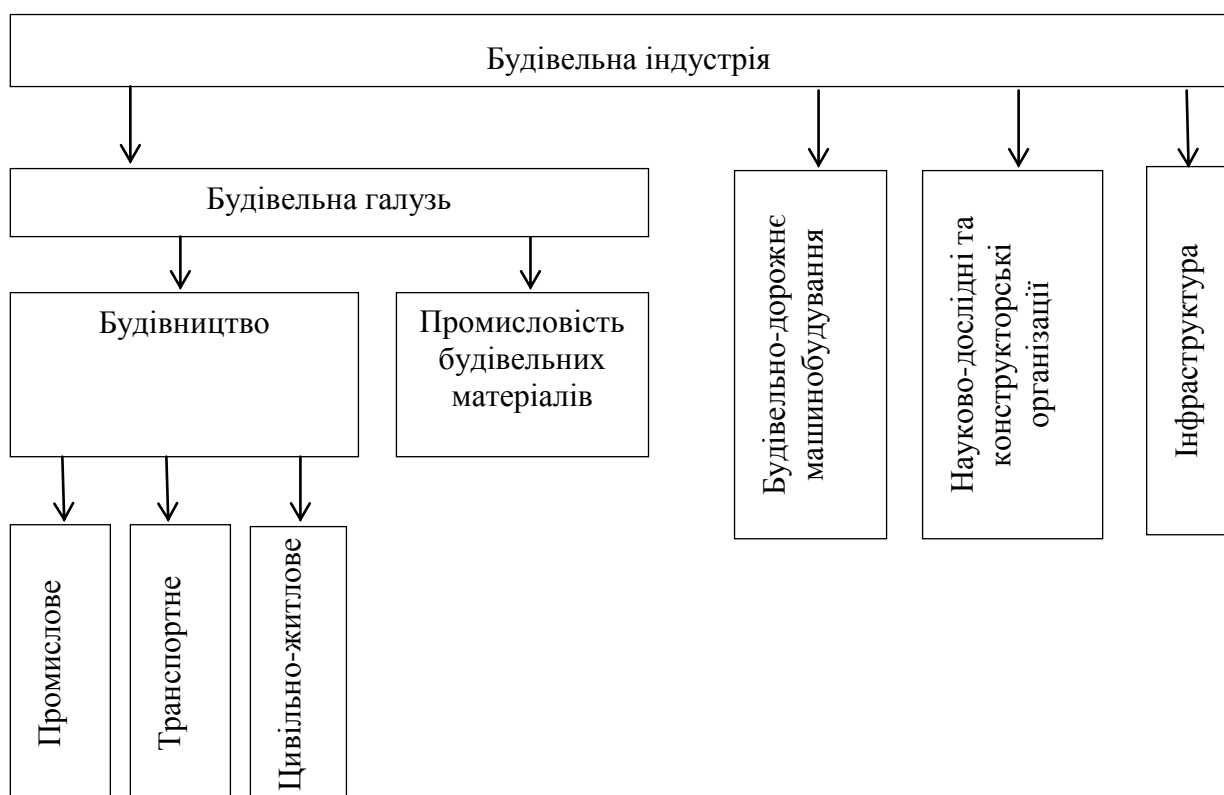 Будівельна індустрія
Будівельна галузь
Будівництво
Промисловість
будівельних
матеріалів
Будівельно-дорожнє
машинобудування
Науково-дослідні та
конструкторські
організації
Інфраструктура
Промислове
Транспортне
Цивільно-житлове